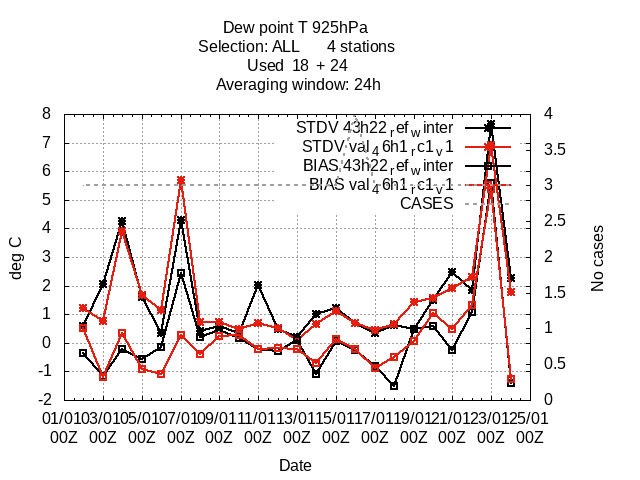 Dew point T 925hPa
Selection: ALL 4 stations
Used 18 + 24
Averaging window: 24h
STDV 43h22refwinter
STDV val46h1rc1v1
BIAS 43h22refwinter
BIAS val46h1rc1v1
CASES
deg C
8
7
6
5
4
3
2
1
0
-1
-2
4
3.5
3
2.5
2
1.5
1
0.5
0
No cases
01/01 03/01 05/01 07/01 09/01 11/01 13/01 15/01 17/01 19/01 21/01 23/01 25/01
00Z 00Z 00Z 00Z 00Z 00Z 00Z 00Z 00Z 00Z 00Z 00Z 00Z
Date